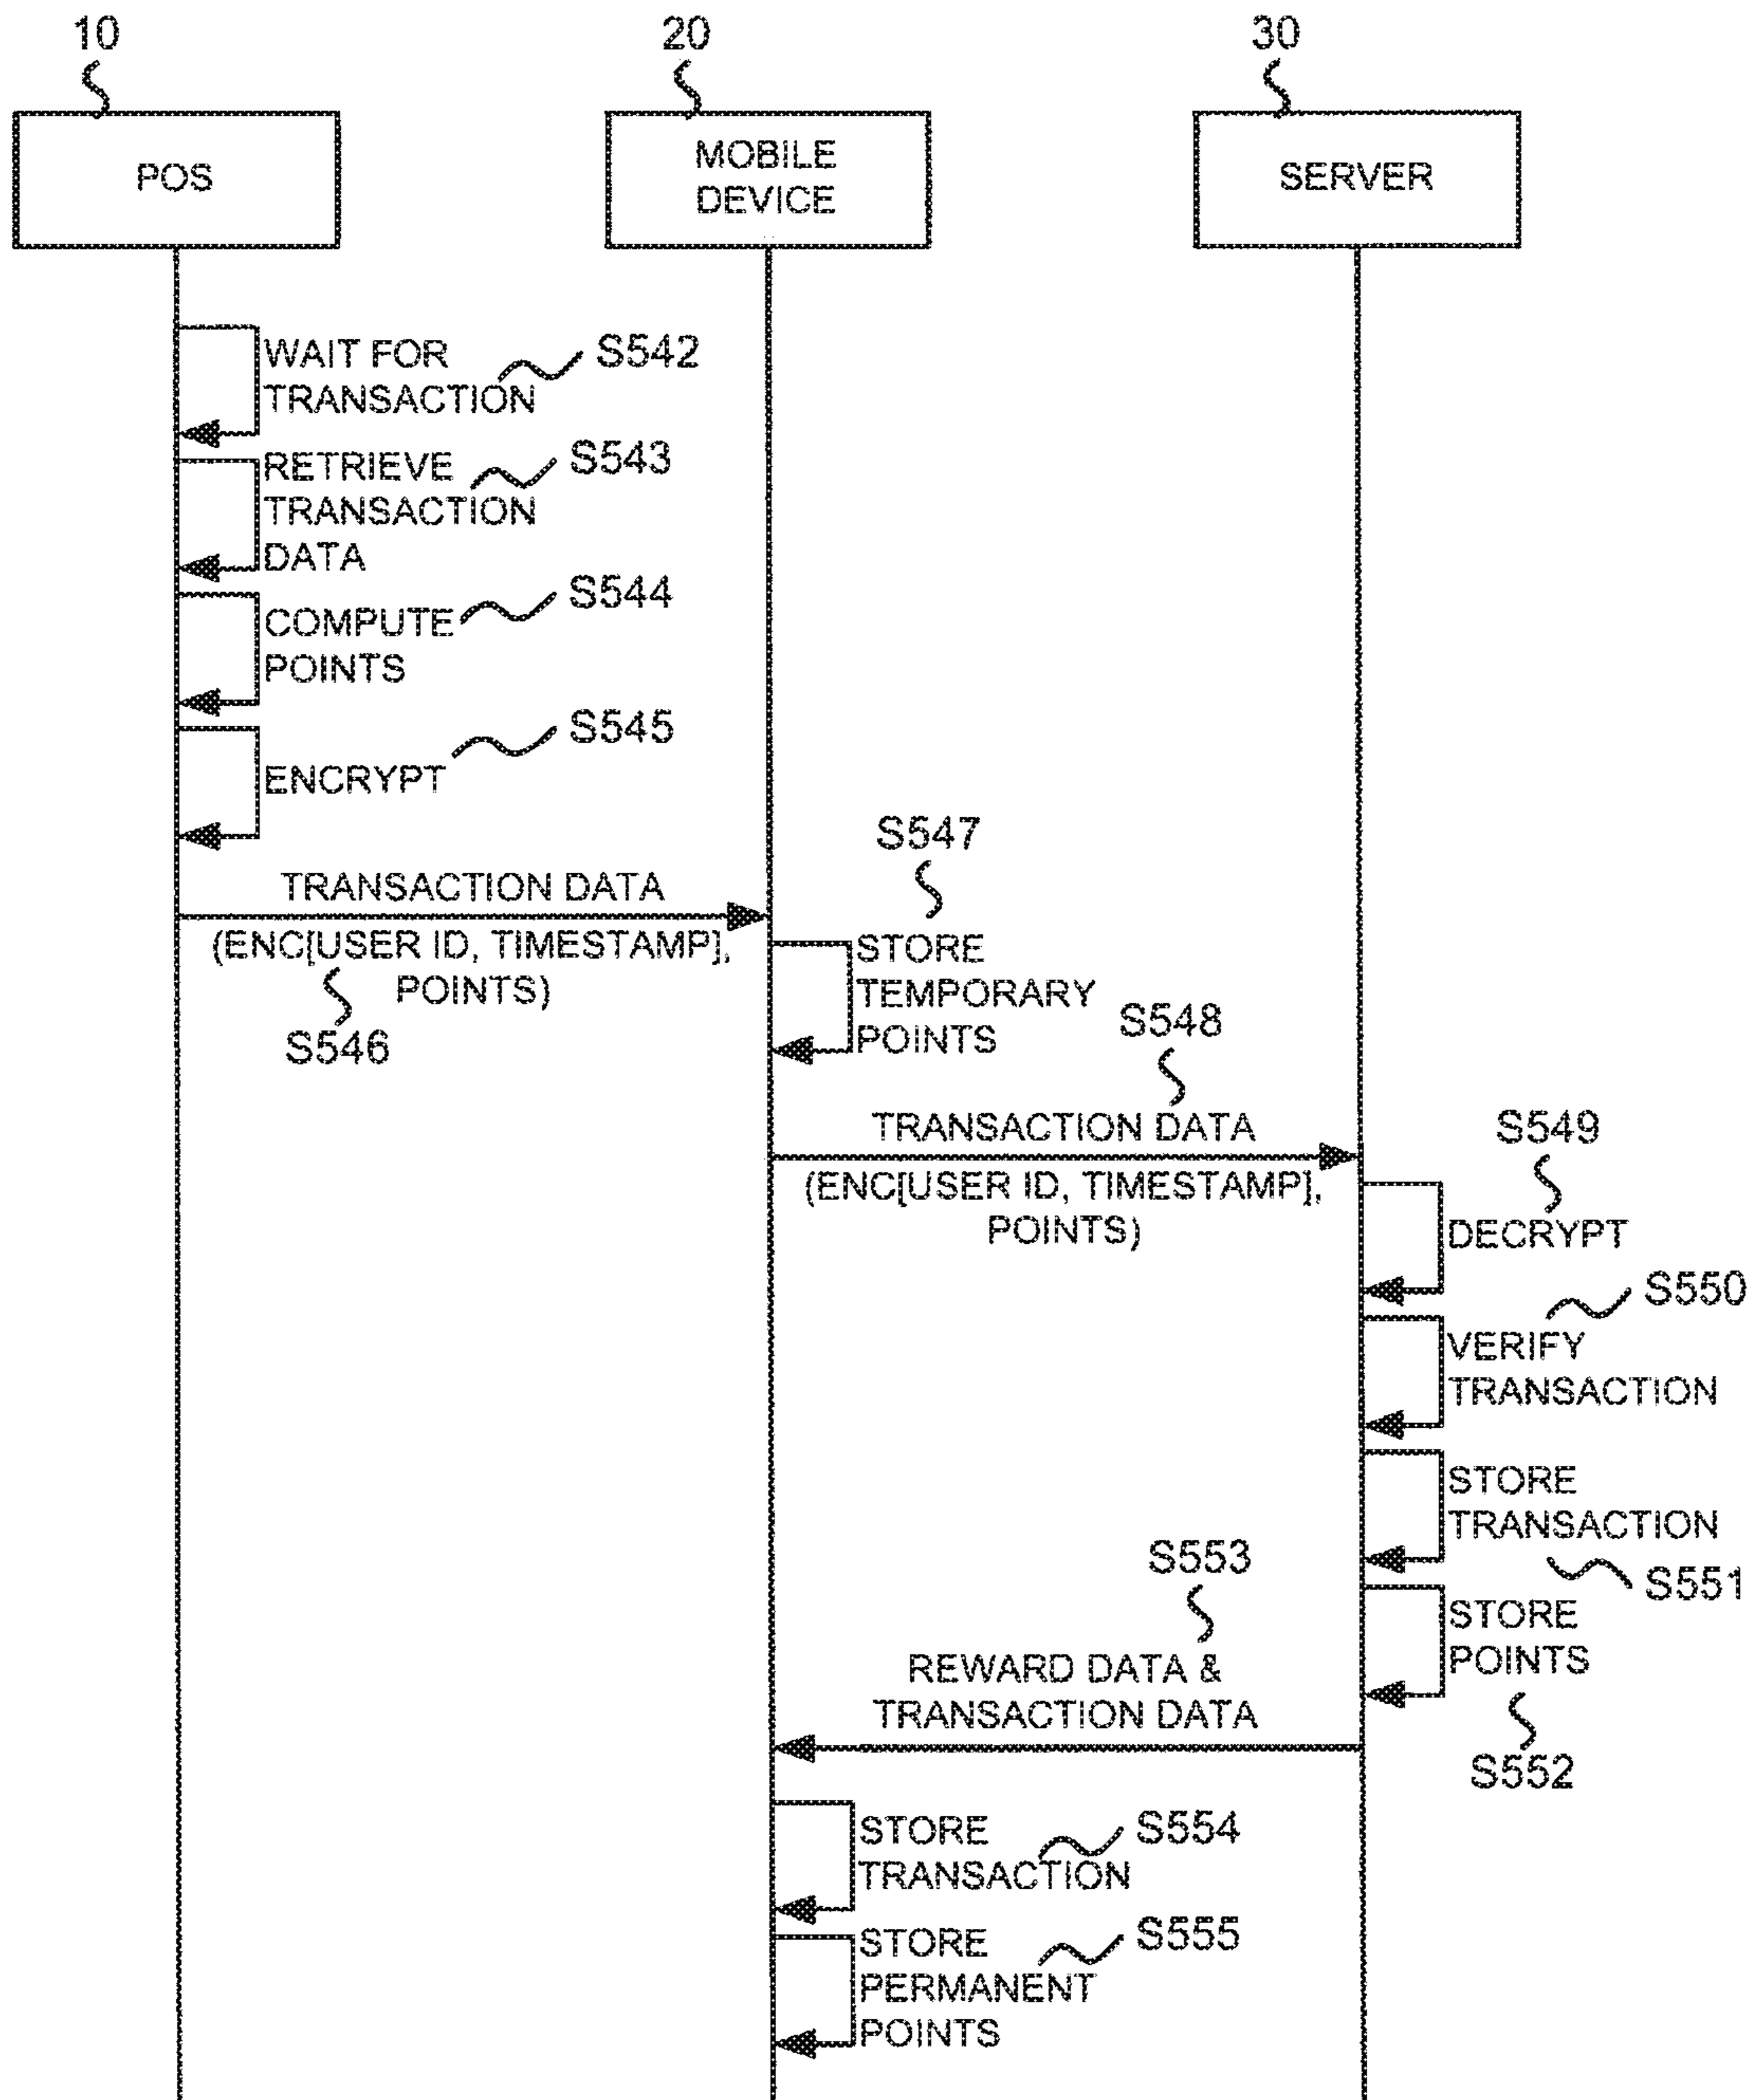 10
20
30
POS
MOBILE
DEVICE
SERVER
WAIT FOR
TRANSACTION
S542
RETRIEVE
TRANSACTION
DATA
S543
COMPUTE
POINTS
S544
ENCRYPT
S545
TRANSACTION DATA
(ENC[USER ID, TIMESTAMP],
POINTS)
S546
S547
STORE
TEMPORARY
POINTS
S548
TRANSACTION DATA
(ENC[USER ID, TIMESTAMP],
POINTS)
S549
DECRYPT
S550
VERIFY
TRANSACTION
STORE
TRANSACTION
S551
STORE
POINTS
S552
S553
REWARD DATA &
TRANSACTION DATA
STORE
TRANSACTION
S554
STORE
PERMANENT
POINTS
S555